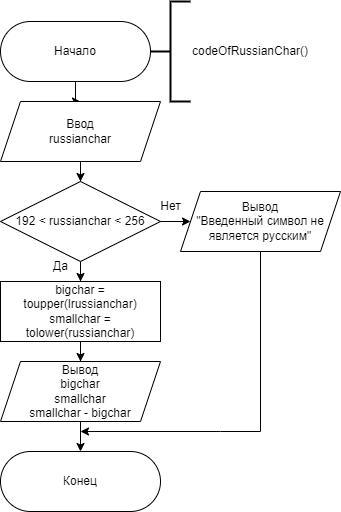 Начало
codeOfRussianChar()
Ввод
russianchar
192 < russianchar < 256
Нет
Вывод
"Введенный символ не
является русским"
Да
bigchar =
toupper(lrussianchar)
smallchar =
tolower(russianchar)
Вывод
bigchar
smallchar
smallchar - bigchar
Конец